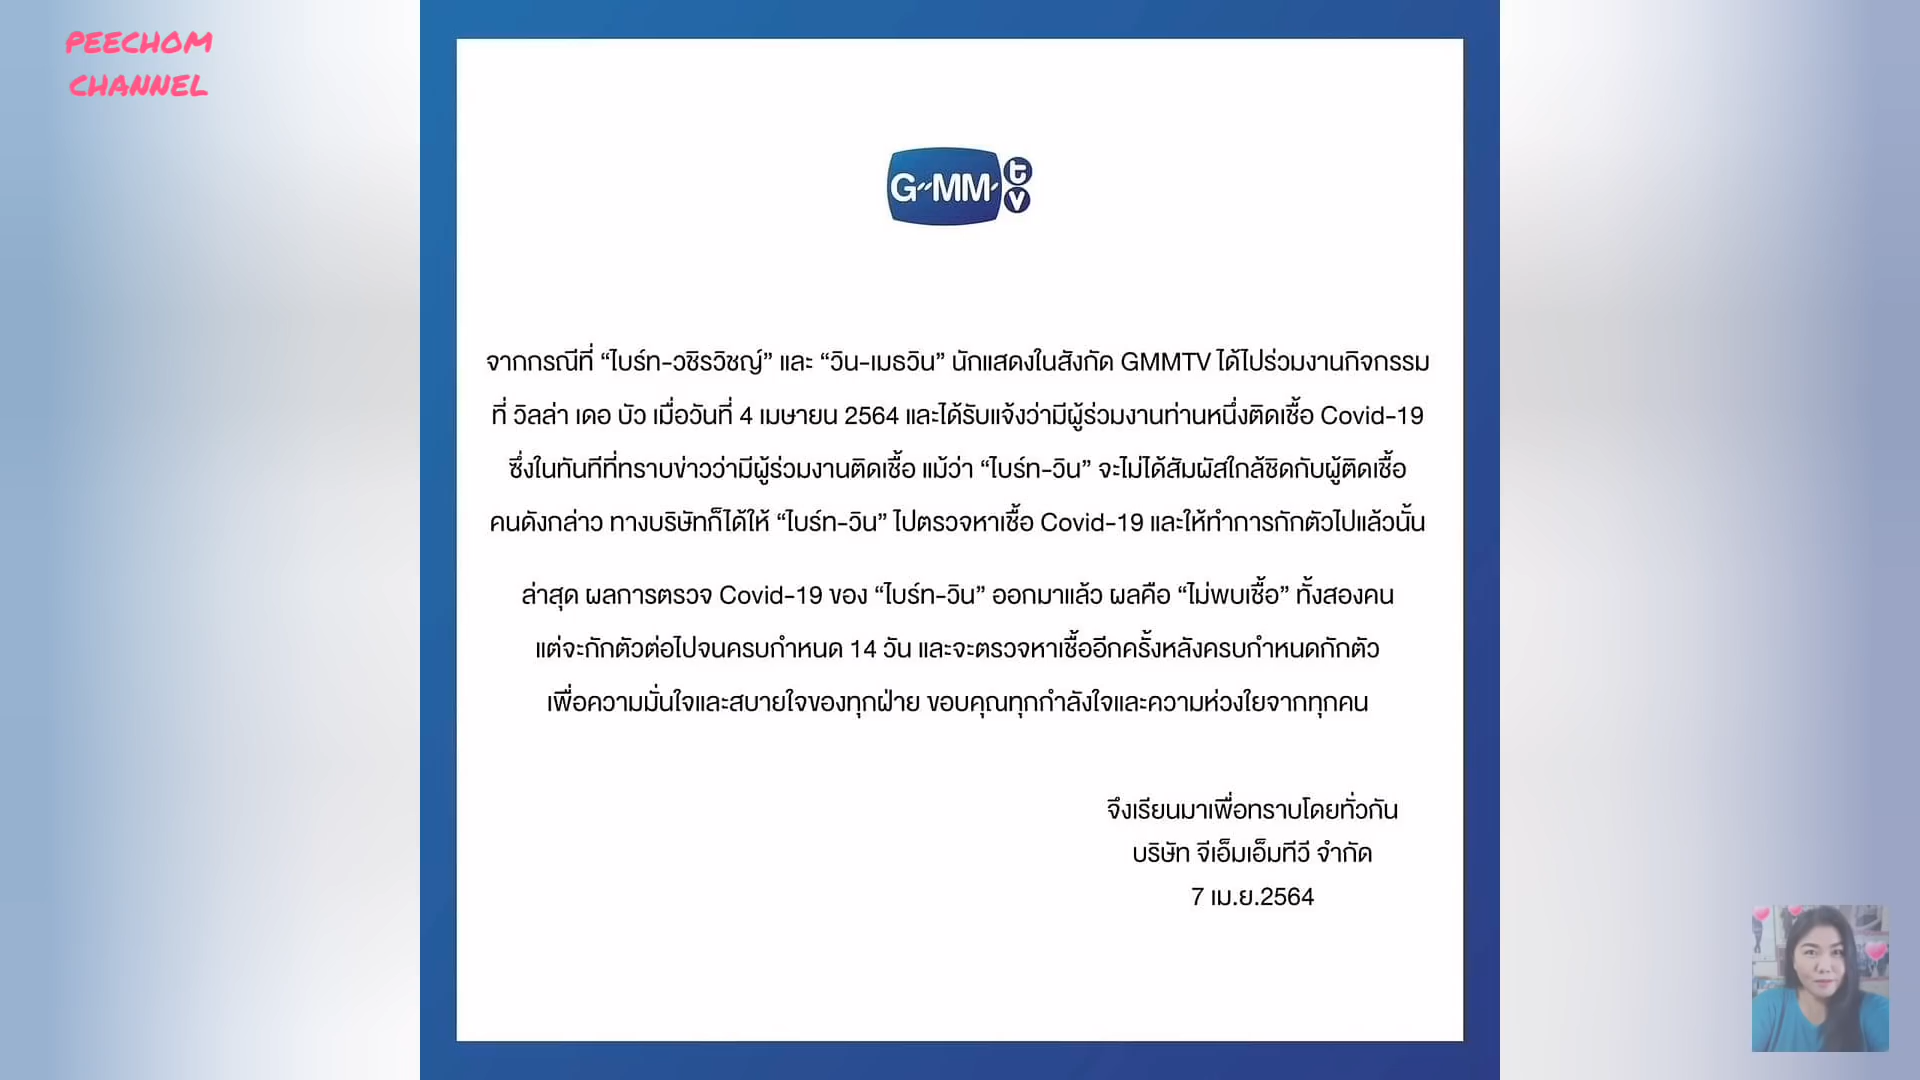 PEECHOM
CHANNEL
G-MM-tv
จากกรณีที่ “ไบร์ท-วชิรวิชญ์” และ “วิน-เมธวิน” นักแสดงในสังกัด GMMTV ได้ไปร่วมงานกิจกรรม
ที่ วิลล่า เดอ บัว เมื่อวันที่ 4 เมษายน 2564 และได้รับแจ้งว่ามีผู้ร่วมงานท่านหนึ่งติดเชื้อ Covid-19
ซึ่งในทันทีที่ทราบข่าวว่ามีผู้ร่วมงานติดเชื้อ แม้ว่า “ไบร์ท-วิน” จะไม่ได้สัมผัสใกล้ชิดกับผู้ติดเชื้อ
คนดังกล่าว ทางบริษัทก็ได้ให้ “ไบร์ท-วิน” ไปตรวจหาเชื้อ Covid-19 และให้ทำการกักตัวไปแล้วนั้น
ล่าสุด ผลการตรวจ Covid-19 ของ “ไบร์ท-วิน” ออกมาแล้ว ผลคือ “ไม่พบเชื้อ” ทั้งสองคน
แต่จะกักตัวต่อไปจนครบกำหนด 14 วัน และจะตรวจหาเชื้ออีกครั้งหลังครบกำหนดกักตัว
เพื่อความมั่นใจและสบายใจของทุกฝ่าย ขอบคุณทุกกำลังใจและความห่วงใยจากทุกคน
จึงเรียนมาเพื่อทราบโดยทั่วกัน
บริษัท จีเอ็มเอ็มทีวี จำกัด
7 เม.ย.2564